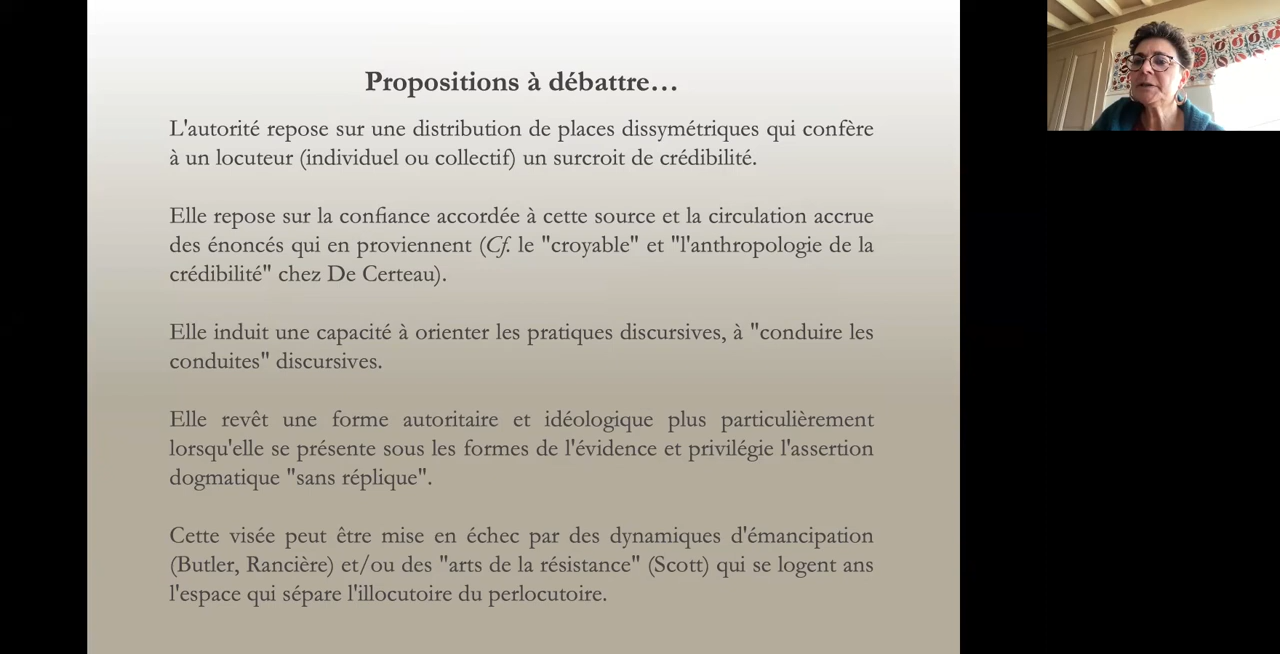 Propositions à débattre…
L'autorité repose sur une distribution de places dissymétriques qui confère
à un locuteur (individuel ou collectif) un surcroit de crédibilité.
Elle repose sur la confiance accordée à cette source et la circulation accrue
des énoncés qui en proviennent (Cf. le "croyable" et "l'anthropologie de la
crédibilité" chez De Certeau).
Elle induit une capacité à orienter les pratiques discursives, à "conduire les
conduites" discursives.
Elle revêt une forme autoritaire et idéologique plus particulièrement
lorsqu'elle se présente sous les formes de l'évidence et privilégie l'assertion
dogmatique "sans réplique".
Cette visée peut être mise en échec par des dynamiques d'émancipation
(Butler, Rancière) et/ou des "arts de la résistance" (Scott) qui se logent ans
l'espace qui sépare l'illocutoire du perlocutoire.